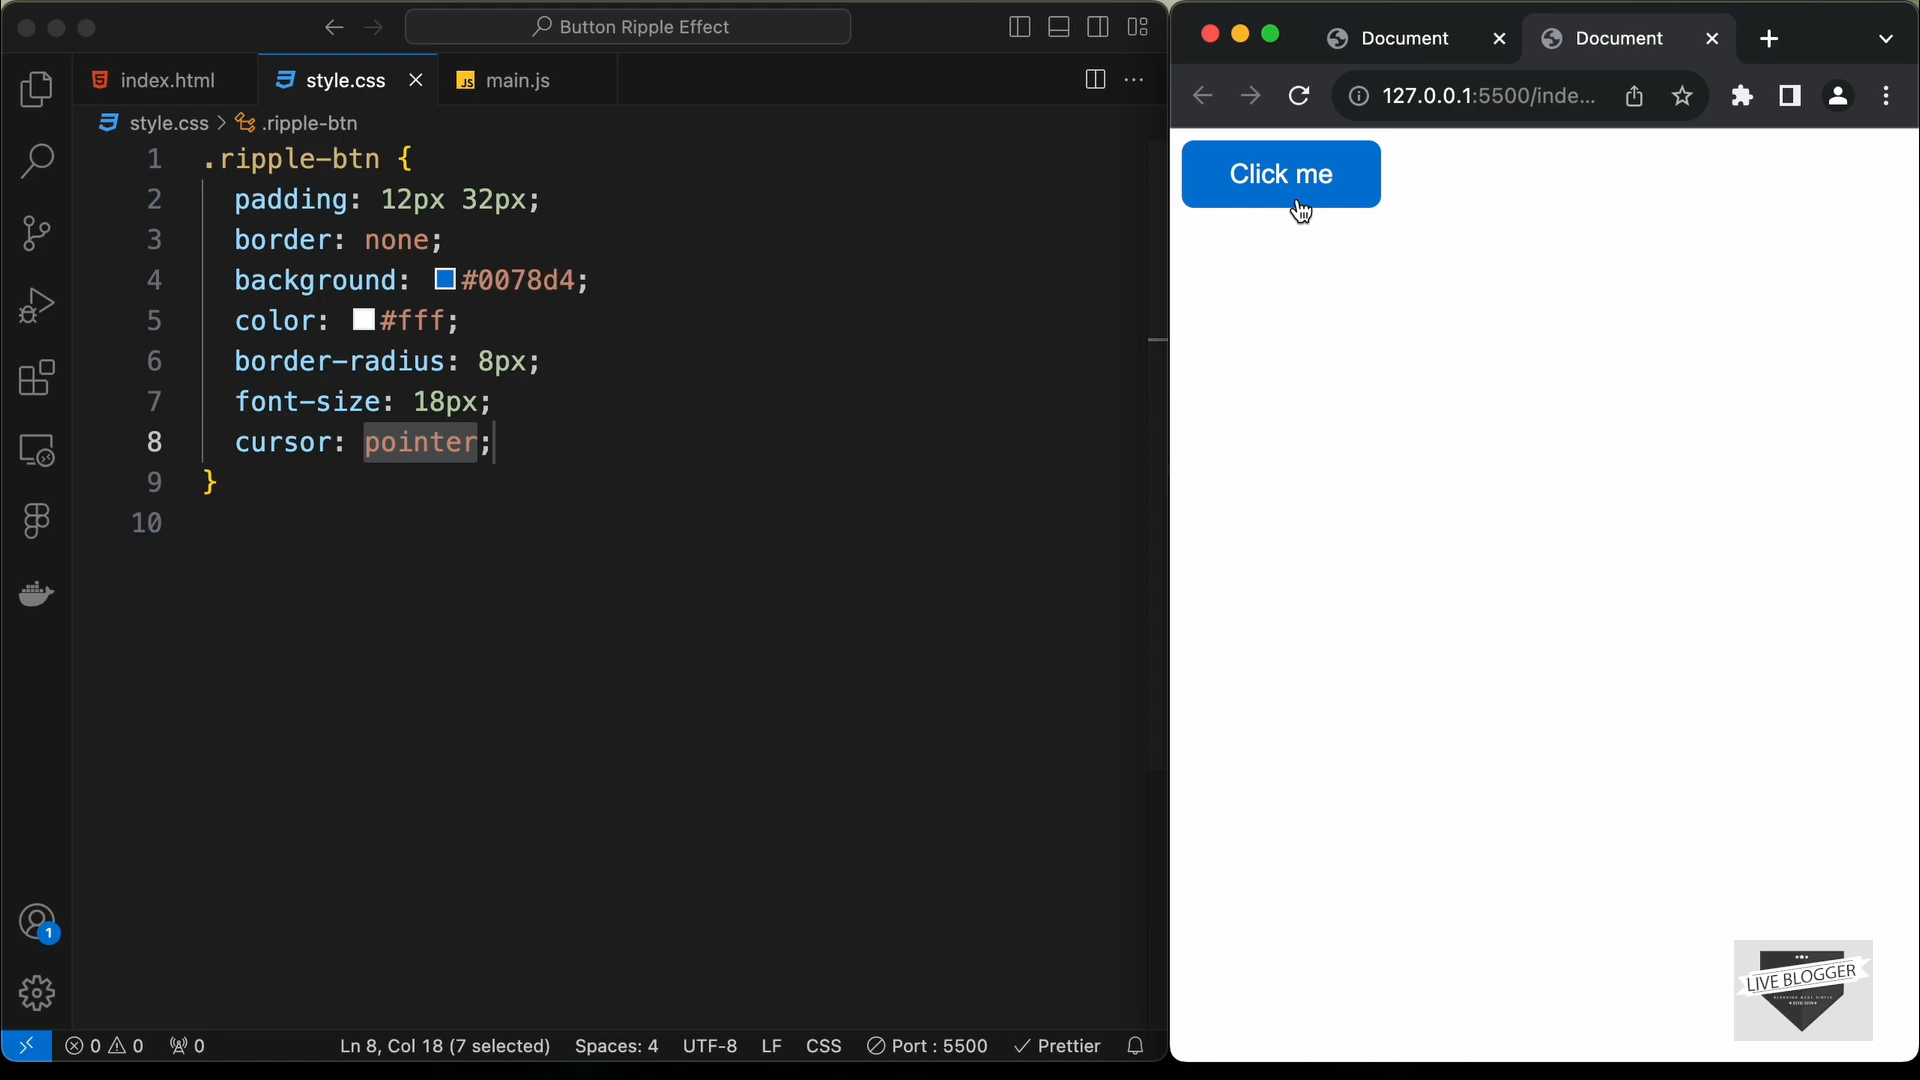 Button Ripple Effect
index.html
style.css
JS main.js
style.css > .ripple-btn
1 .ripple-btn {
2 padding: 12px 32px;
3 border: none;
4 background: #0078d4;
5 color: #fff;
6 border-radius: 8px;
7 font-size: 18px;
8 cursor: pointer;
9 }
10
1
0 0 0
Ln 8, Col 18 (7 selected) Spaces: 4 UTF-8 LF CSS Port : 5500 Prettier
Document Document
127.0.0.1:5500/inde...
Click me
LIVE BLOGGER